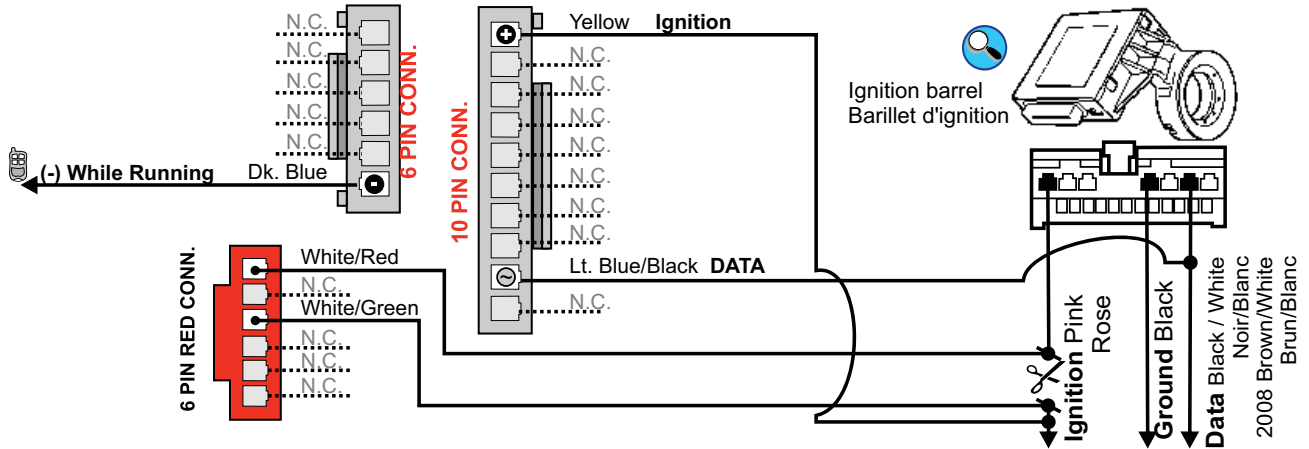 N.C.
N.C.
N.C.
N.C.
N.C.
6 PIN CONN.
(-) While Running
Dk. Blue
10 PIN CONN.
Yellow Ignition
N.C.
N.C.
N.C.
N.C.
N.C.
N.C.
N.C.
Lt. Blue/Black DATA
N.C.
Ignition barrel
Barillet d'ignition
6 PIN RED CONN.
White/Red
N.C.
White/Green
N.C.
N.C.
N.C.
Ignition Pink
Rose
Ground Black
Data Black / White
Noir/Blanc
2008 Brown/White
Brun/Blanc